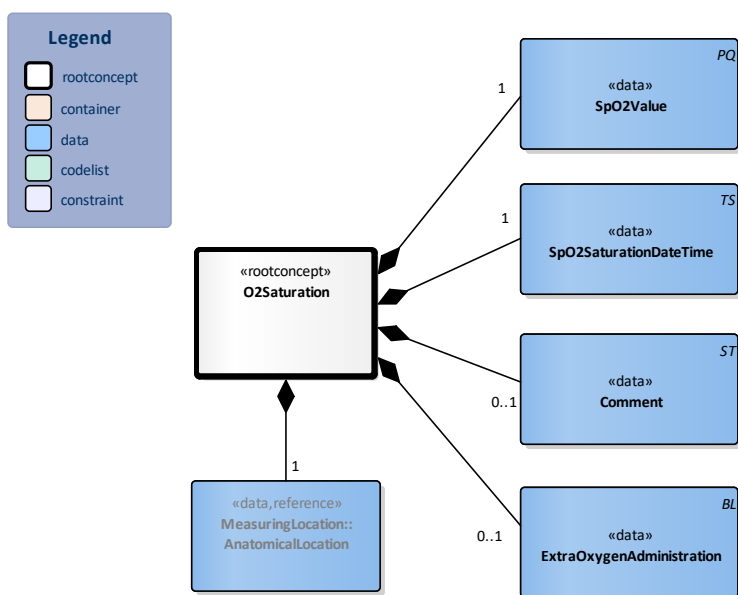 Legend
rootconcept
container
data
codelist
constraint
PQ
«data»
SpO2Value
1
TS
«data»
SpO2SaturationDateTime
1
«rootconcept»
O2Saturation
ST
«data»
Comment
0..1
1
«data,reference»
MeasuringLocation::
AnatomicalLocation
BL
«data»
ExtraOxygenAdministration
0..1